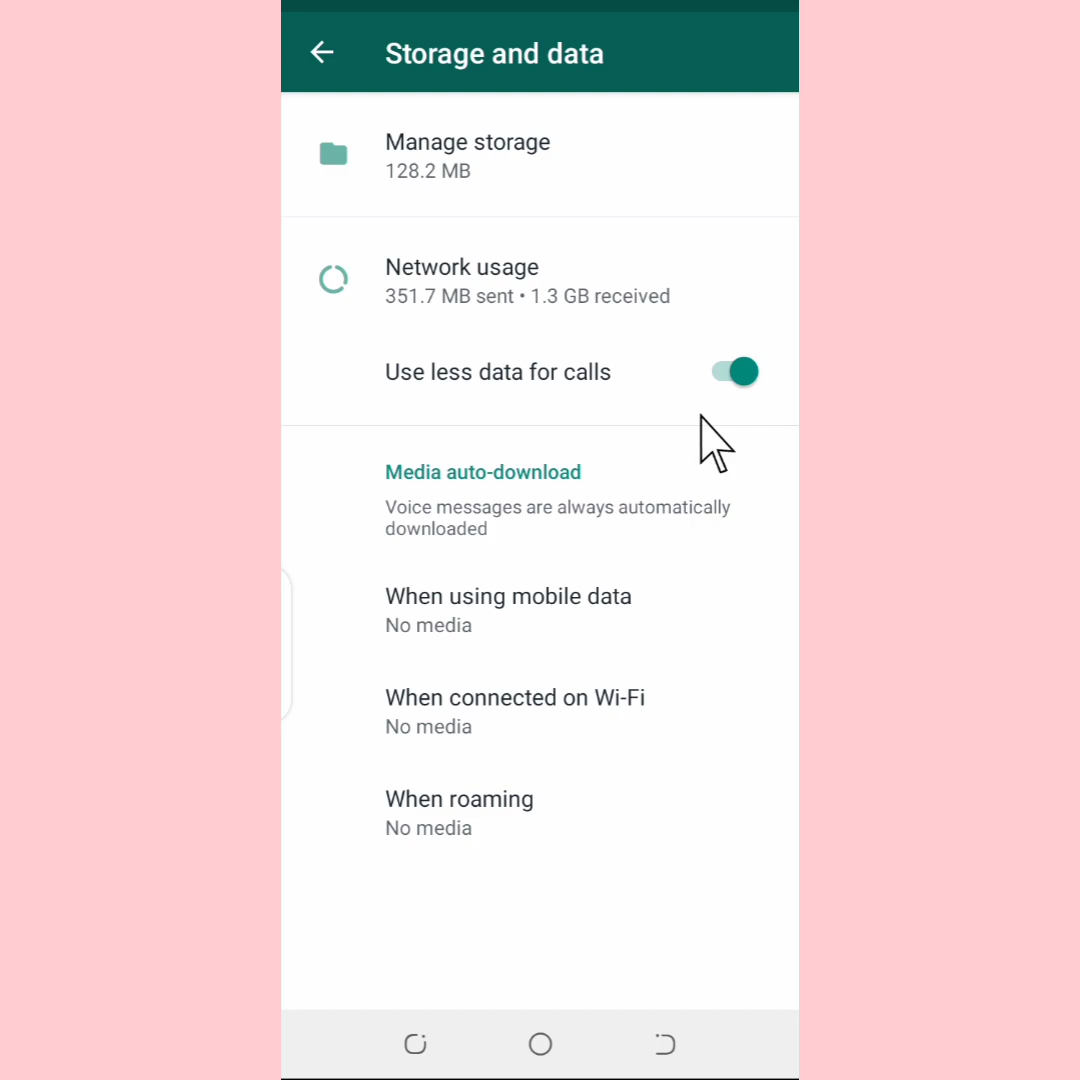 Storage and data
Manage storage
128.2 MB
Network usage
351.7 MB sent • 1.3 GB received
Use less data for calls
Media auto-download
Voice messages are always automatically
downloaded
When using mobile data
No media
When connected on Wi-Fi
No media
When roaming
No media